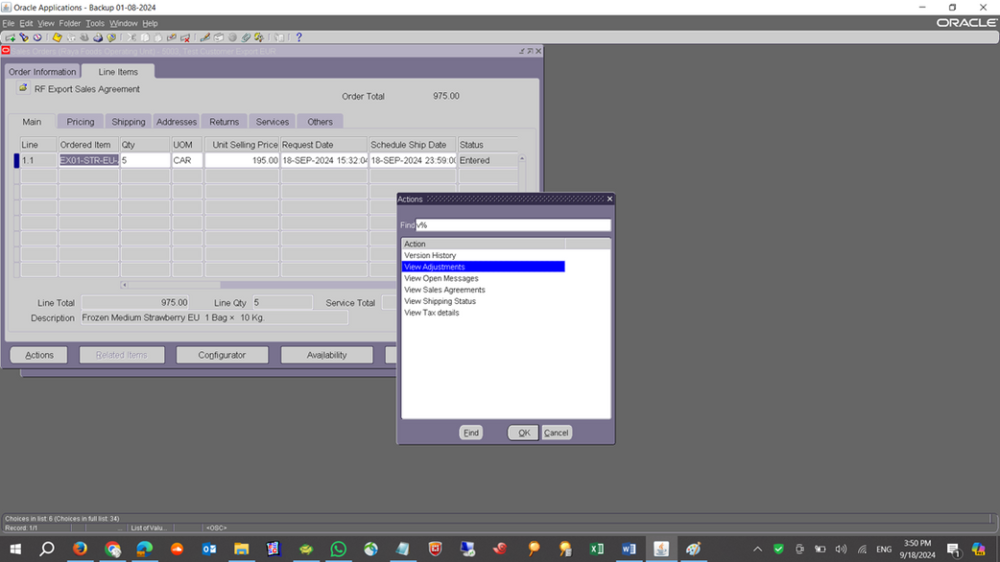 Oracle Applications - Backup 01-08-2024
File Edit View Folder Tools Window Help
ORACLE
Order Information Line Items
RF Export Sales Agreement
Order Total 975.00
Main Pricing Shipping Addresses Returns Services Others
Line Ordered Item Qty UOM Unit Selling Price Request Date Schedule Ship Date Status
1.1 EX01-STR-EU- 5 CAR 195.00 18-SEP-2024 15:32:04 18-SEP-2024 23:59:00 Entered
Line Total 975.00 Line Qty 5 Service Total
Description Frozen Medium Strawberry EU 1 Bag × 10 Kg.
Actions Related Items Configurator Availability
Actions
Find v%
Action
Version History
View Adjustments
View Open Messages
View Sales Agreements
View Shipping Status
View Tax details
Find OK Cancel
Choices in list: 6 (Choices in full list: 34)
Record: 1/1 ... List of Valu... <OSC>
ENG
3:50 PM
9/18/2024